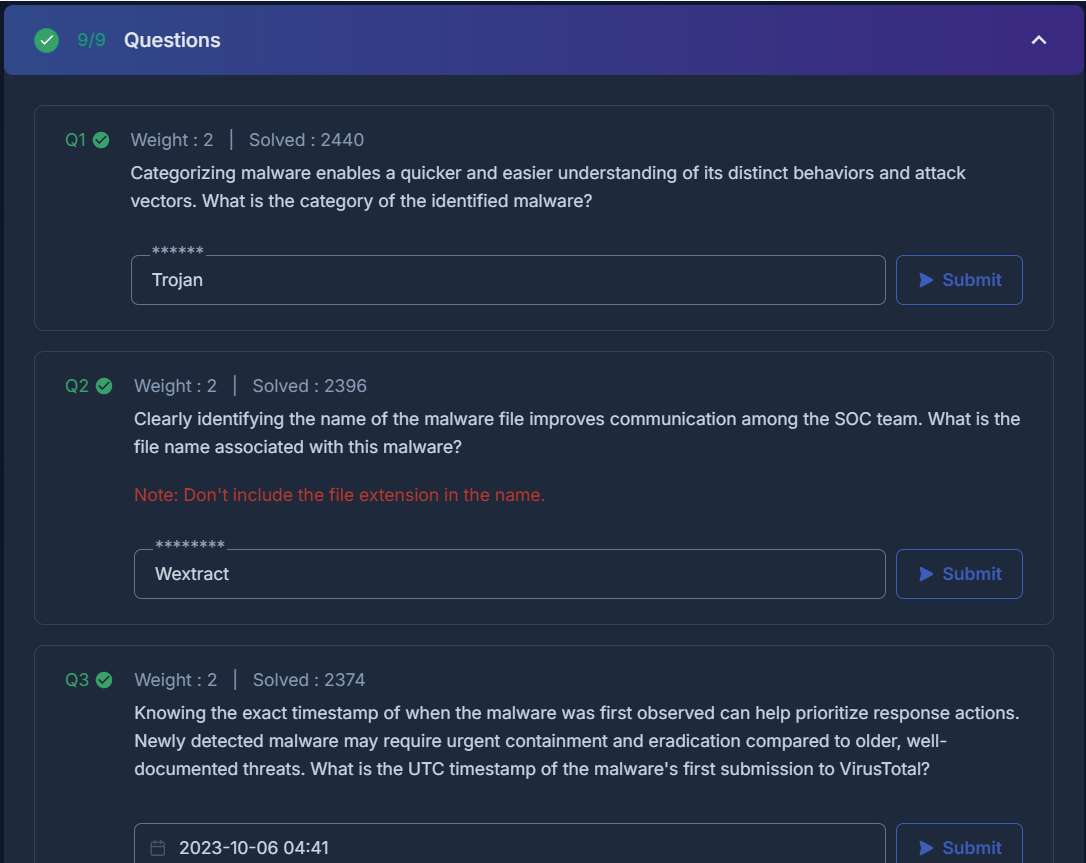 9/9 Questions
Q1 Weight : 2 | Solved : 2440
Categorizing malware enables a quicker and easier understanding of its distinct behaviors and attack
vectors. What is the category of the identified malware?
******
Trojan
Submit
Q2 Weight : 2 | Solved : 2396
Clearly identifying the name of the malware file improves communication among the SOC team. What is the
file name associated with this malware?
Note: Don't include the file extension in the name.
********
Wextract
Submit
Q3 Weight : 2 | Solved : 2374
Knowing the exact timestamp of when the malware was first observed can help prioritize response actions.
Newly detected malware may require urgent containment and eradication compared to older, well-
documented threats. What is the UTC timestamp of the malware's first submission to VirusTotal?
2023-10-06 04:41
Submit